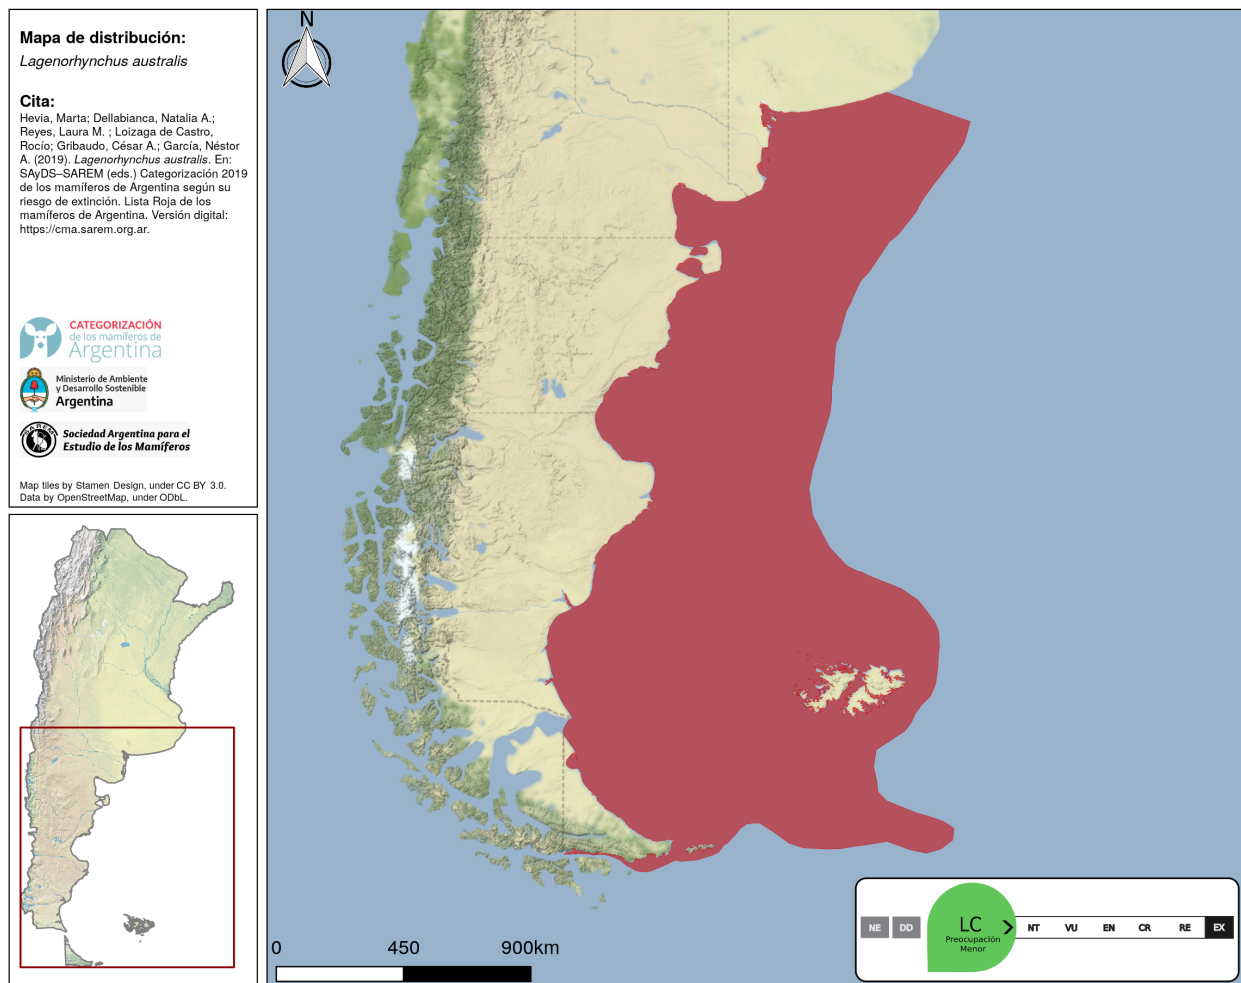 Mapa de distribución:
Lagenorhynchus australis
Cita:
Hevia, Marta; Dellabianca, Natalia A.;
Reyes, Laura M. ; Loizaga de Castro,
Rocío; Gribaudo, César A.; García, Néstor
A. (2019). Lagenorhynchus australis. En:
SAyDS–SAREM (eds.) Categorización 2019
de los mamíferos de Argentina según su
riesgo de extinción. Lista Roja de los
mamíferos de Argentina. Versión digital:
https://cma.sarem.org.ar.
CATEGORIZACIÓN
de los mamíferos de
Argentina
Ministerio de Ambiente
y Desarrollo Sostenible
Argentina
SAREM
Sociedad Argentina para el
Estudio de los Mamíferos
Map tiles by Stamen Design, under CC BY 3.0.
Data by OpenStreetMap, under ODbL.
N
0 450 900km
NE DD LC NT VU EN CR RE EX
Preocupación
Menor